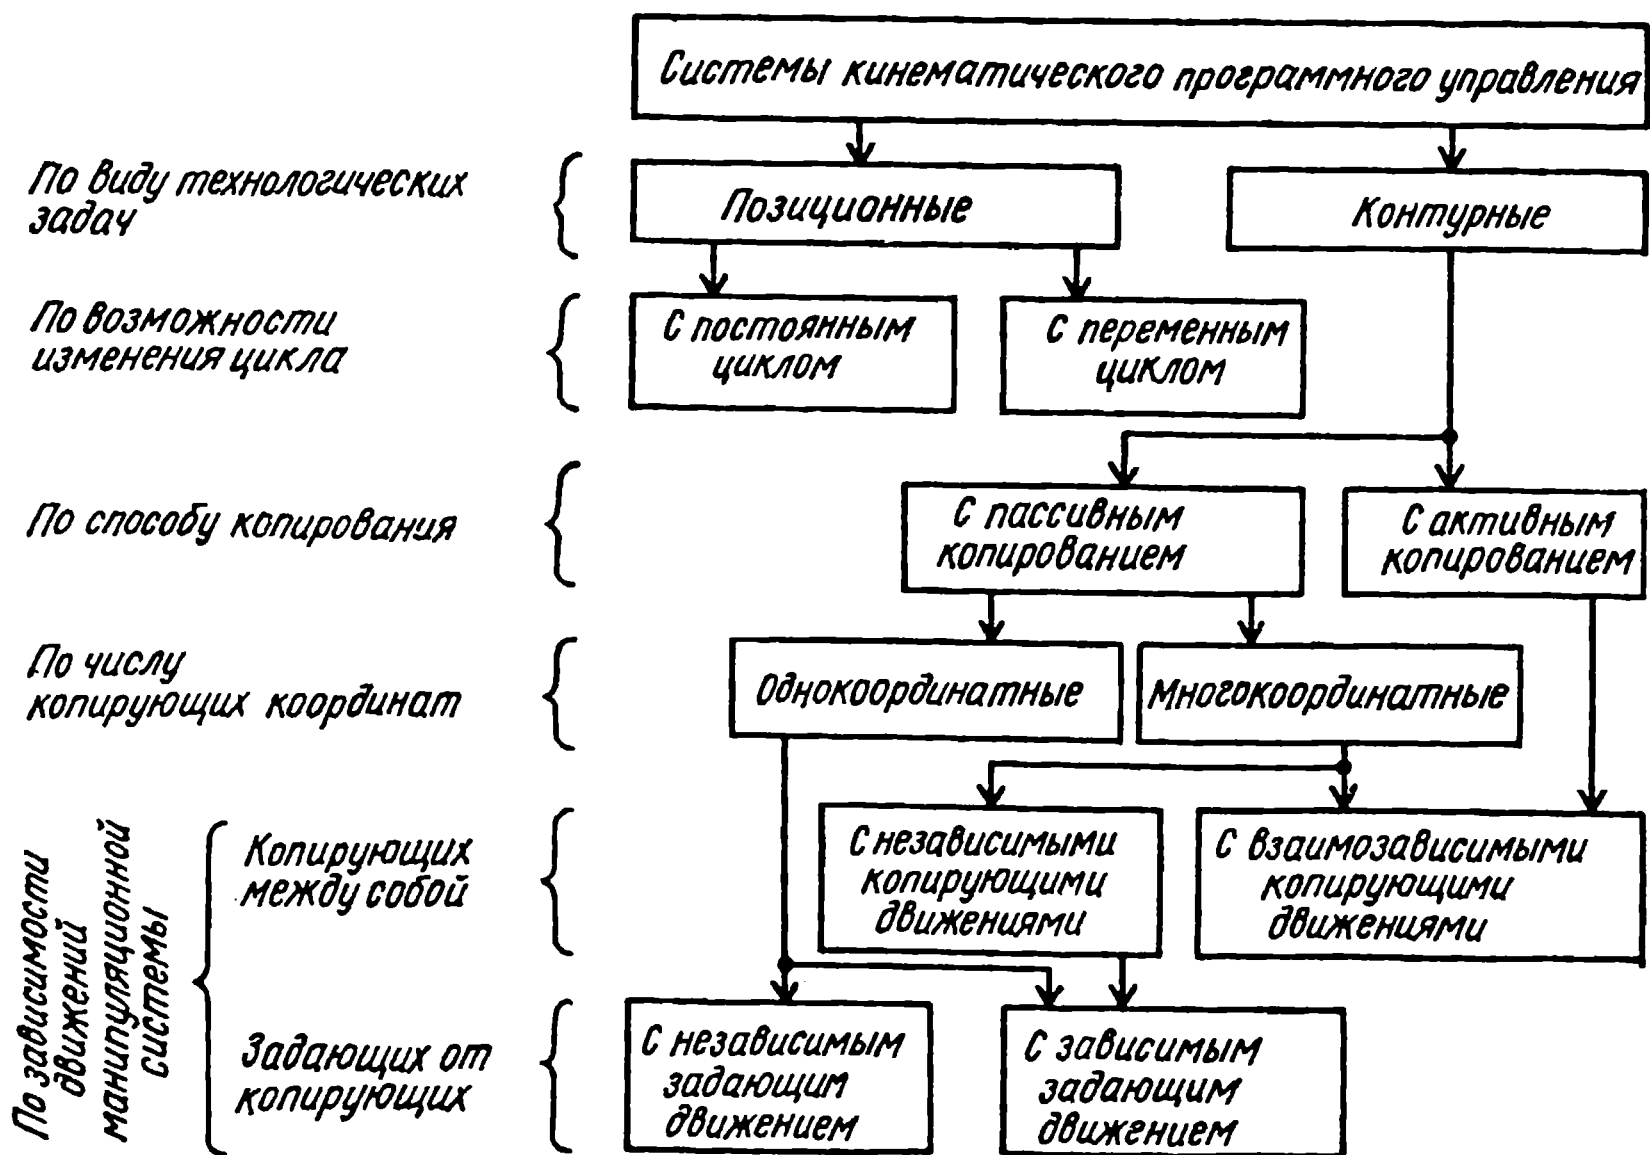 Системы кинематического программного управления
По виду технологических
задач
Позиционные
Контурные
По возможности
изменения цикла
С постоянным
циклом
С переменным
циклом
По способу копирования
С пассивным
копированием
С активным
копированием
По числу
копирующих координат
Однокоординатные
Многокоординатные
По зависимости
движений
манипуляционной
системы
Копирующих
между собой
С независимыми
копирующими
движениями
С взаимозависимыми
копирующими
движениями
Задающих от
копирующих
С независимым
задающим
движением
С зависимым
задающим
движением